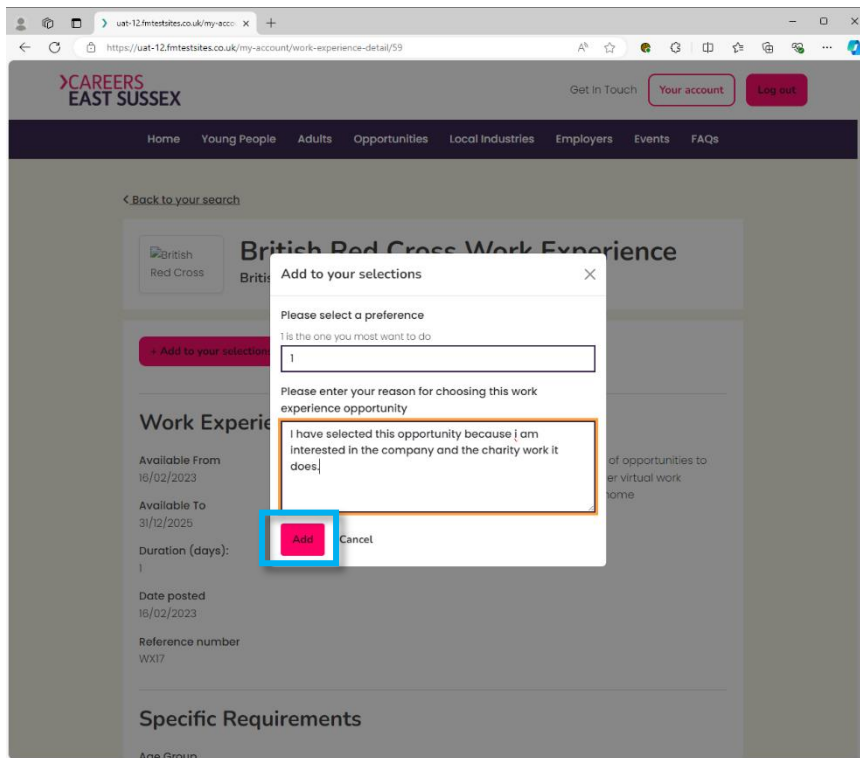 uat-12.fmtestsites.co.uk/my-acco
https://uat-12.fmtestsites.co.uk/my-account/work-experience-detail/59
CAREERS
EAST SUSSEX
Get In Touch
Your account
Log out
Home Young People Adults Opportunities Local Industries Employers Events FAQs
Back to your search
British
Red Cross
British Red Cross Work Experience
Add to your selections
Please select a preference
1 is the one you most want to do
1
+ Add to your selections
Please enter your reason for choosing this work
experience opportunity
I have selected this opportunity because i am
interested in the company and the charity work it
does.
Add
Cancel
Work
Available From
16/02/2023
of opportunities to
virtual work
home
Available To
31/12/2025
Duration (days):
1
Date posted
16/02/2023
Reference number
WX17
Specific Requirements
Age Group